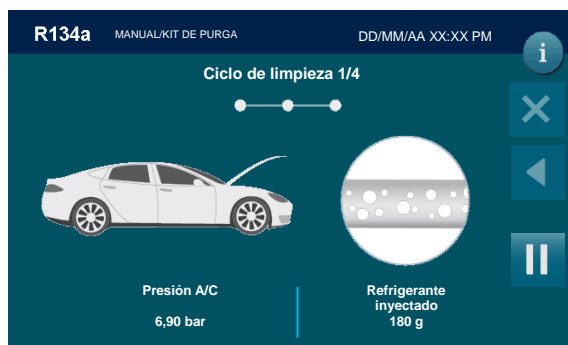 R134a MANUAL/KIT DE PURGA DD/MM/AA XX:XX PM
i
Ciclo de limpieza 1/4
Presión A/C
6,90 bar
Refrigerante
inyectado
180 g